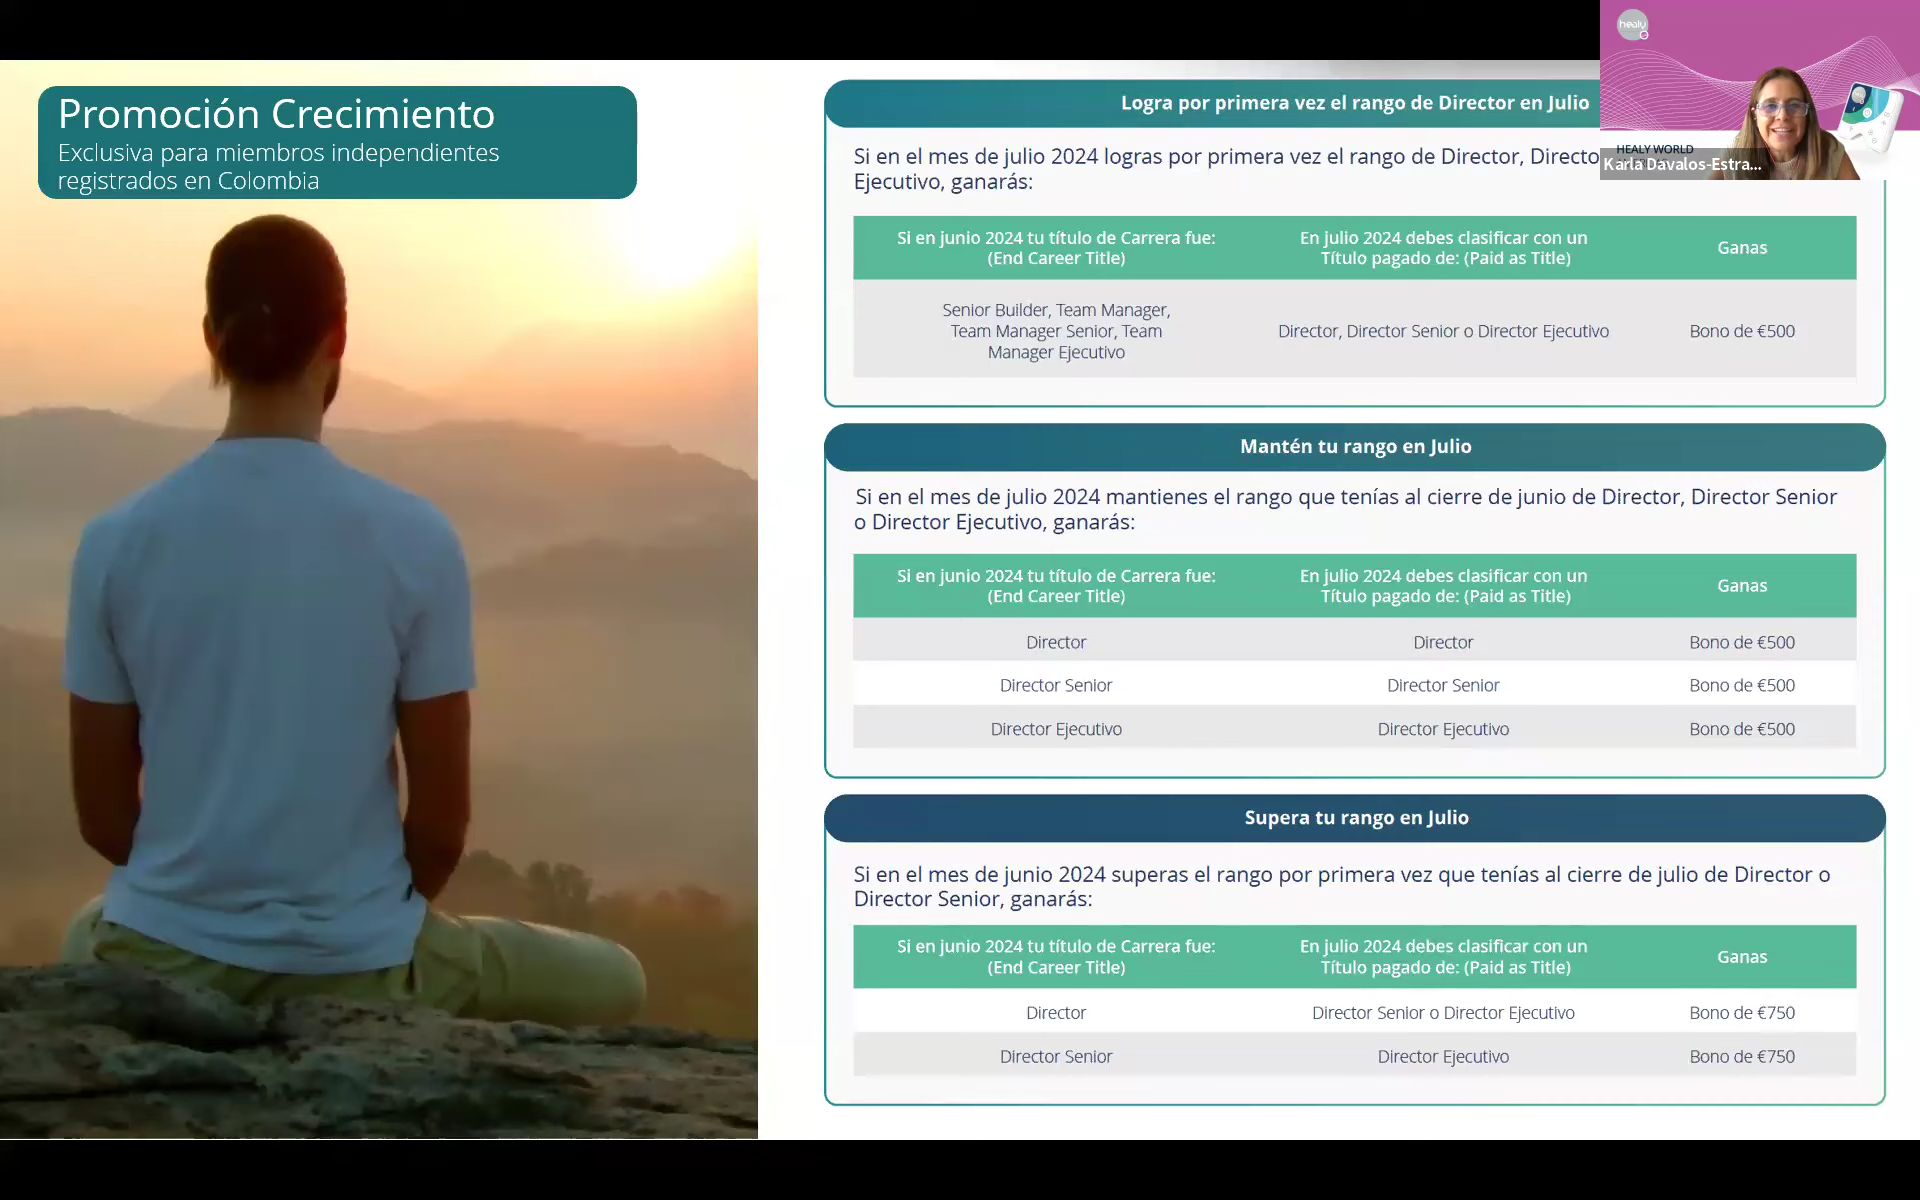 Promoción Crecimiento
Exclusiva para miembros independientes
registrados en Colombia
healy
HEALY WORLD
Karla Davalos-Estra...
Logra por primera vez el rango de Director en Julio
Si en el mes de julio 2024 logras por primera vez el rango de Director, Directo
Ejecutivo, ganarás:
Si en junio 2024 tu título de Carrera fue:
(End Career Title)
En julio 2024 debes clasificar con un
Título pagado de: (Paid as Title)
Ganas
Senior Builder, Team Manager,
Team Manager Senior, Team
Manager Ejecutivo
Director, Director Senior o Director Ejecutivo
Bono de €500
Mantén tu rango en Julio
Si en el mes de julio 2024 mantienes el rango que tenías al cierre de junio de Director, Director Senior
o Director Ejecutivo, ganarás:
Si en junio 2024 tu título de Carrera fue:
(End Career Title)
En julio 2024 debes clasificar con un
Título pagado de: (Paid as Title)
Ganas
Director
Director
Bono de €500
Director Senior
Director Senior
Bono de €500
Director Ejecutivo
Director Ejecutivo
Bono de €500
Supera tu rango en Julio
Si en el mes de junio 2024 superas el rango por primera vez que tenías al cierre de julio de Director o
Director Senior, ganarás:
Si en junio 2024 tu título de Carrera fue:
(End Career Title)
En julio 2024 debes clasificar con un
Título pagado de: (Paid as Title)
Ganas
Director
Director Senior o Director Ejecutivo
Bono de €750
Director Senior
Director Ejecutivo
Bono de €750